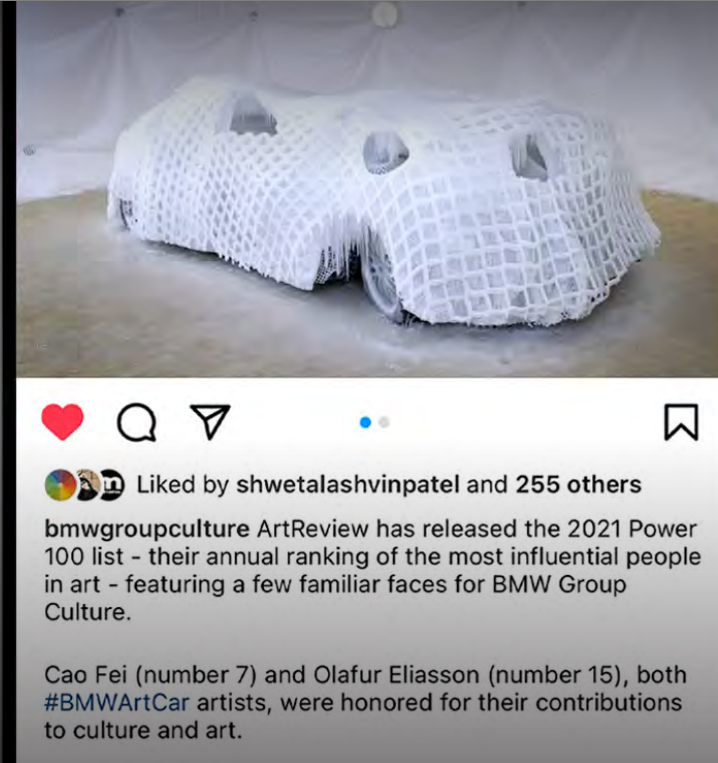 Liked by shwetalashvinpatel and 255 others
bmwgroupculture ArtReview has released the 2021 Power
100 list - their annual ranking of the most influential people
in art - featuring a few familiar faces for BMW Group
Culture.
Cao Fei (number 7) and Olafur Eliasson (number 15), both
#BMWArtCar artists, were honored for their contributions
to culture and art.